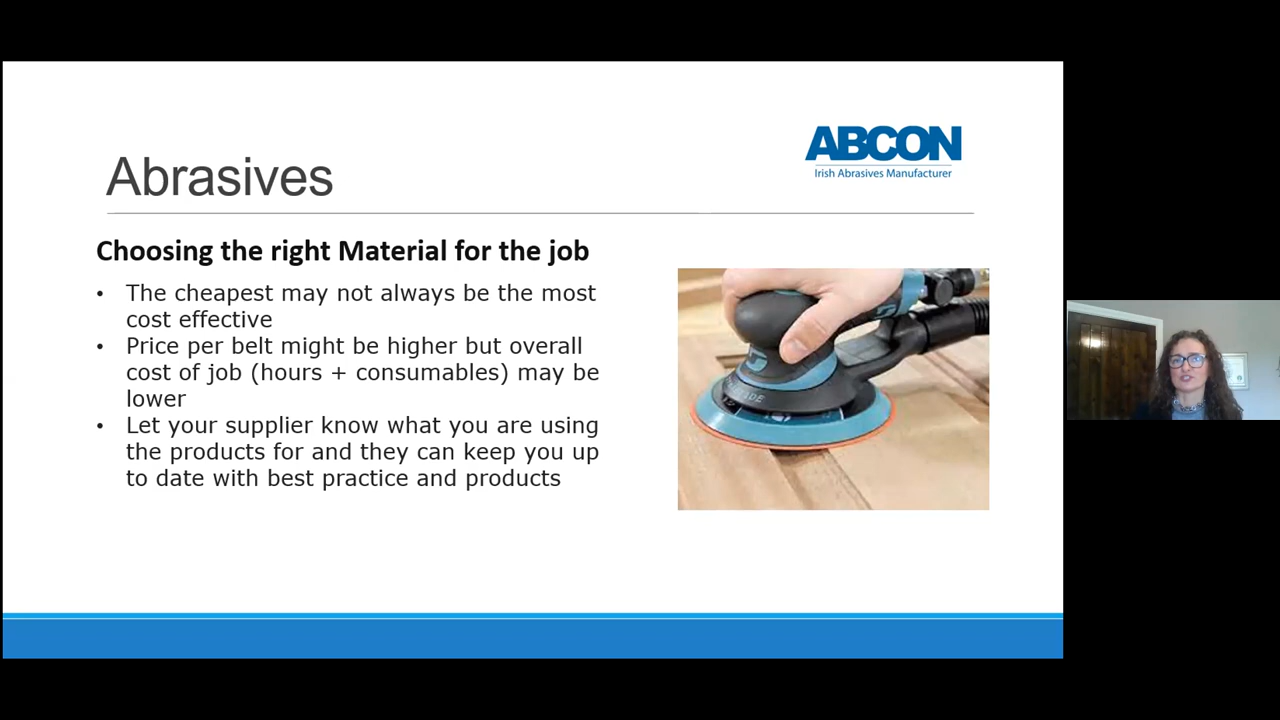 ABCON
Irish Abrasives Manufacturer
Abrasives
Choosing the right Material for the job
• The cheapest may not always be the most
cost effective
• Price per belt might be higher but overall
cost of job (hours + consumables) may be
lower
• Let your supplier know what you are using
the products for and they can keep you up
to date with best practice and products